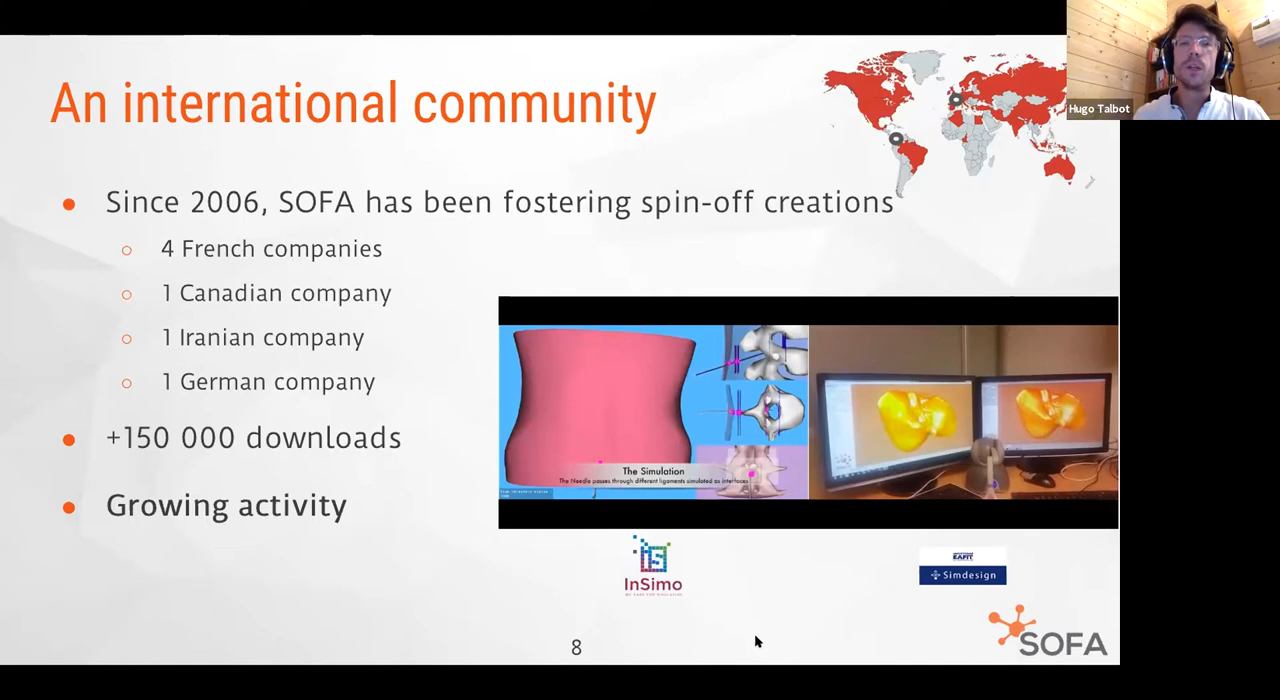 An international community
Hugo Talbot
Since 2006, SOFA has been fostering spin-off creations
4 French companies
1 Canadian company
1 Iranian company
1 German company
+150 000 downloads
Growing activity
The Simulation
The Needle passes through different ligaments simulated as interfaces
InSimo
EAFIT
Simdesign
8
SOFA